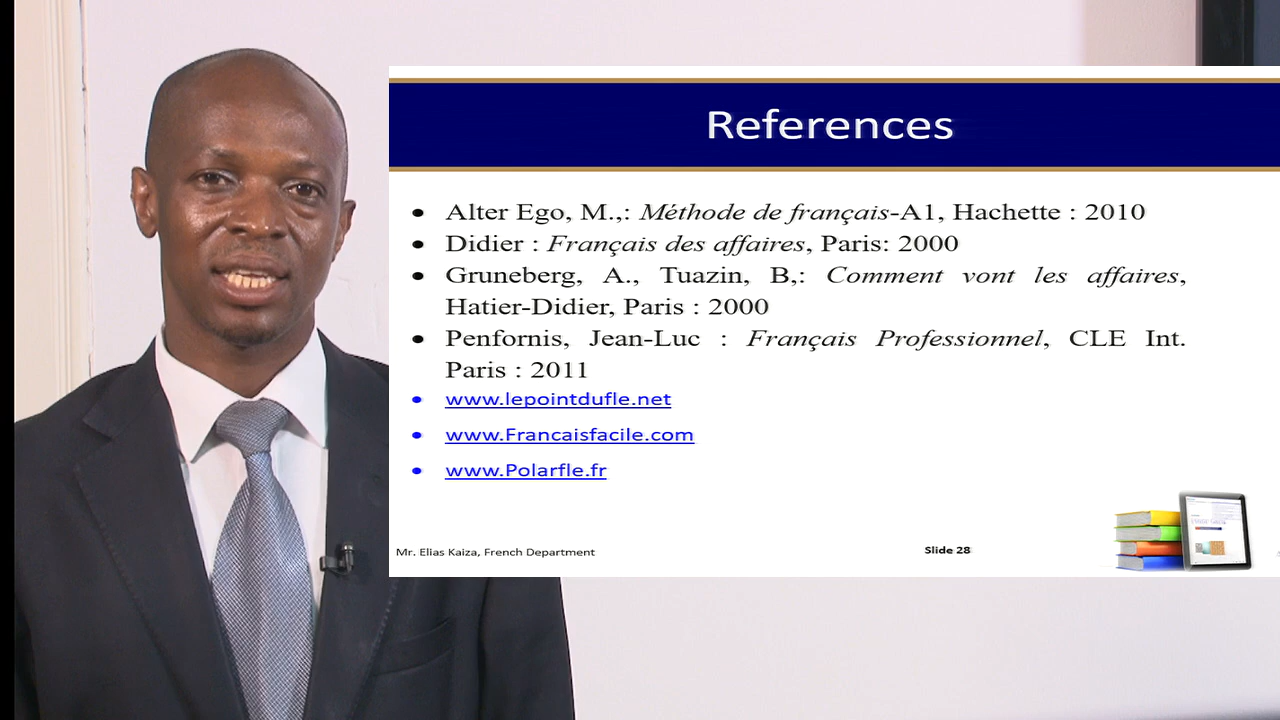 References
• Alter Ego, M.,: Méthode de français-A1, Hachette : 2010
• Didier : Français des affaires, Paris: 2000
• Gruneberg, A., Tuazin, B,: Comment vont les affaires,
Hatier-Didier, Paris : 2000
• Penfornis, Jean-Luc : Français Professionnel, CLE Int.
Paris : 2011
• www.lepointdufle.net
• www.Francaisfacile.com
• www.Polarfle.fr
Mr. Elias Kaiza, French Department
Slide 28